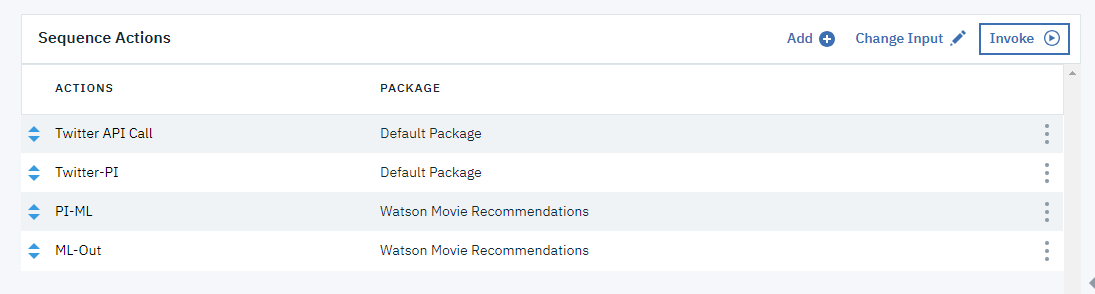 Sequence Actions Add Change Input Invoke
ACTIONS PACKAGE
Twitter API Call Default Package
Twitter-PI Default Package
PI-ML Watson Movie Recommendations
ML-Out Watson Movie Recommendations